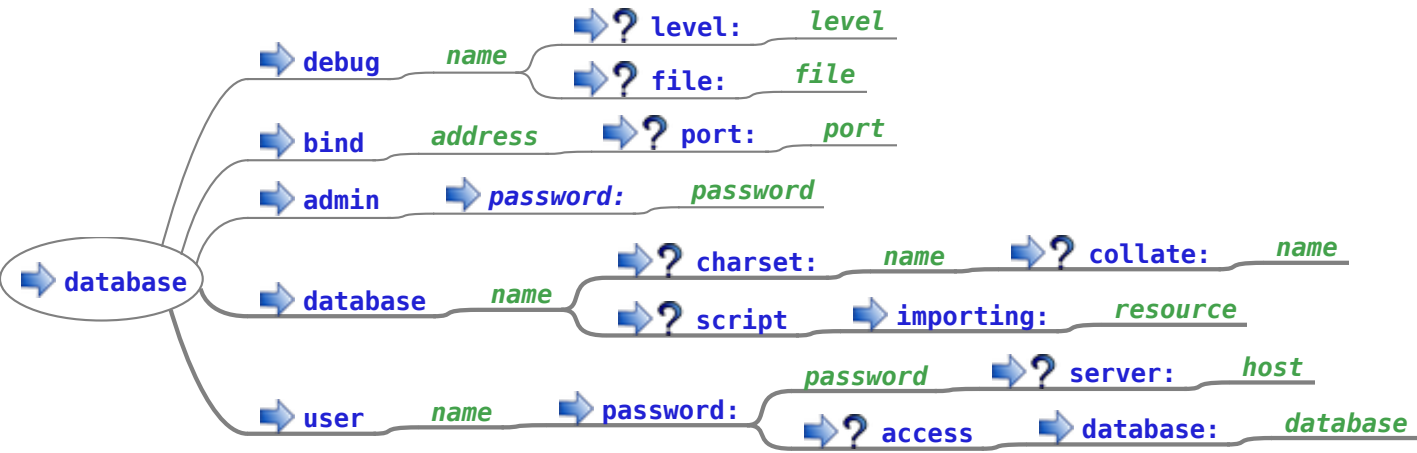 database
debug name
level: level
file: file
bind address port: port
admin password: password
database name
charset: name collate: name
script importing: resource
user name password:
password server: host
access database: database